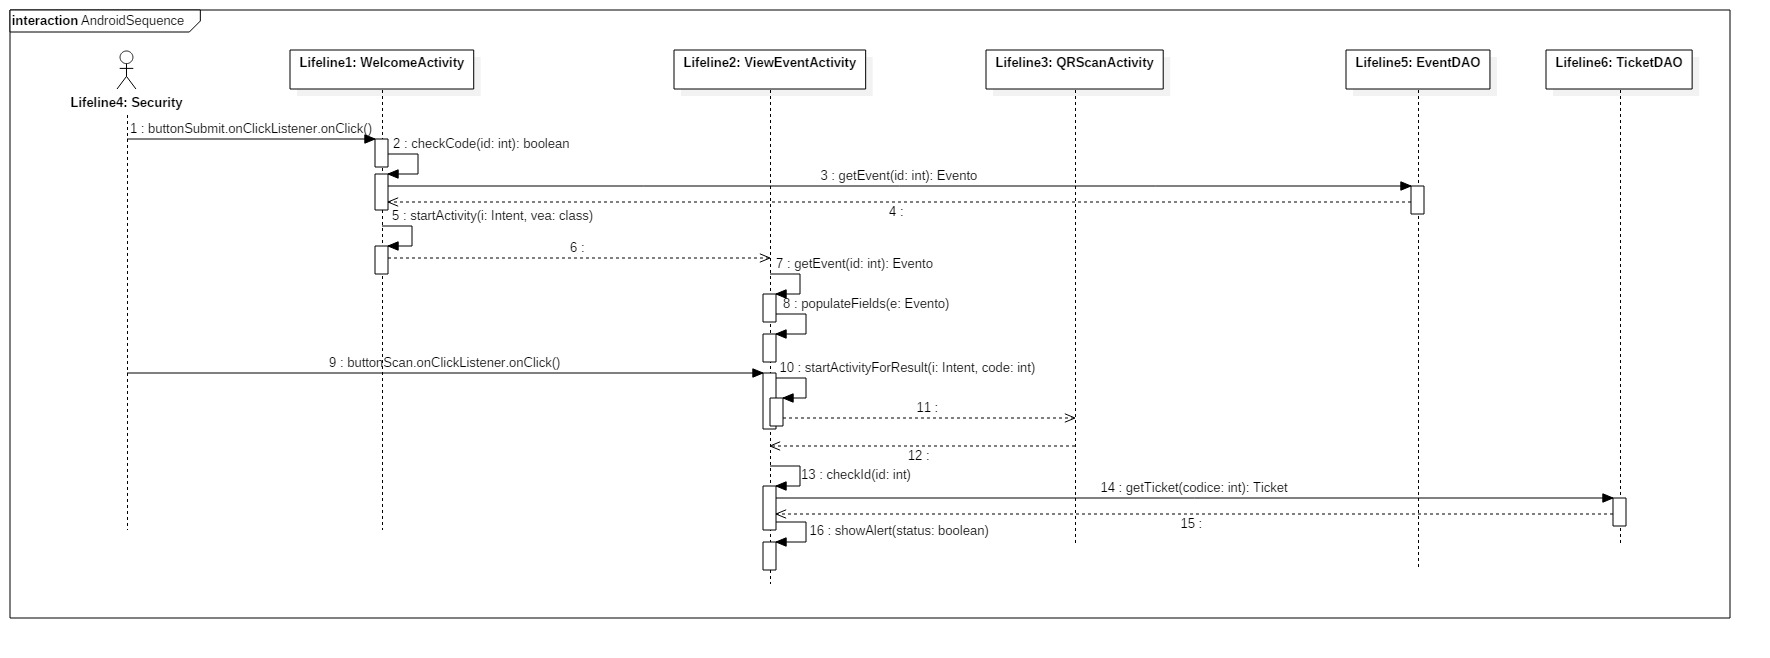 interaction AndroidSequence
Lifeline4: Security
Lifeline1: WelcomeActivity
Lifeline2: ViewEventActivity
Lifeline3: QRScanActivity
Lifeline5: EventDAO
Lifeline6: TicketDAO
1 : buttonSubmit.onClickListener.onClick()
2 : checkCode(id: int): boolean
3 : getEvent(id: int): Evento
4 :
5 : startActivity(i: Intent, vea: class)
6 :
7 : getEvent(id: int): Evento
8 : populateFields(e: Evento)
9 : buttonScan.onClickListener.onClick()
10 : startActivityForResult(i: Intent, code: int)
11 :
12 :
13 : checkId(id: int)
14 : getTicket(codice: int): Ticket
15 :
16 : showAlert(status: boolean)